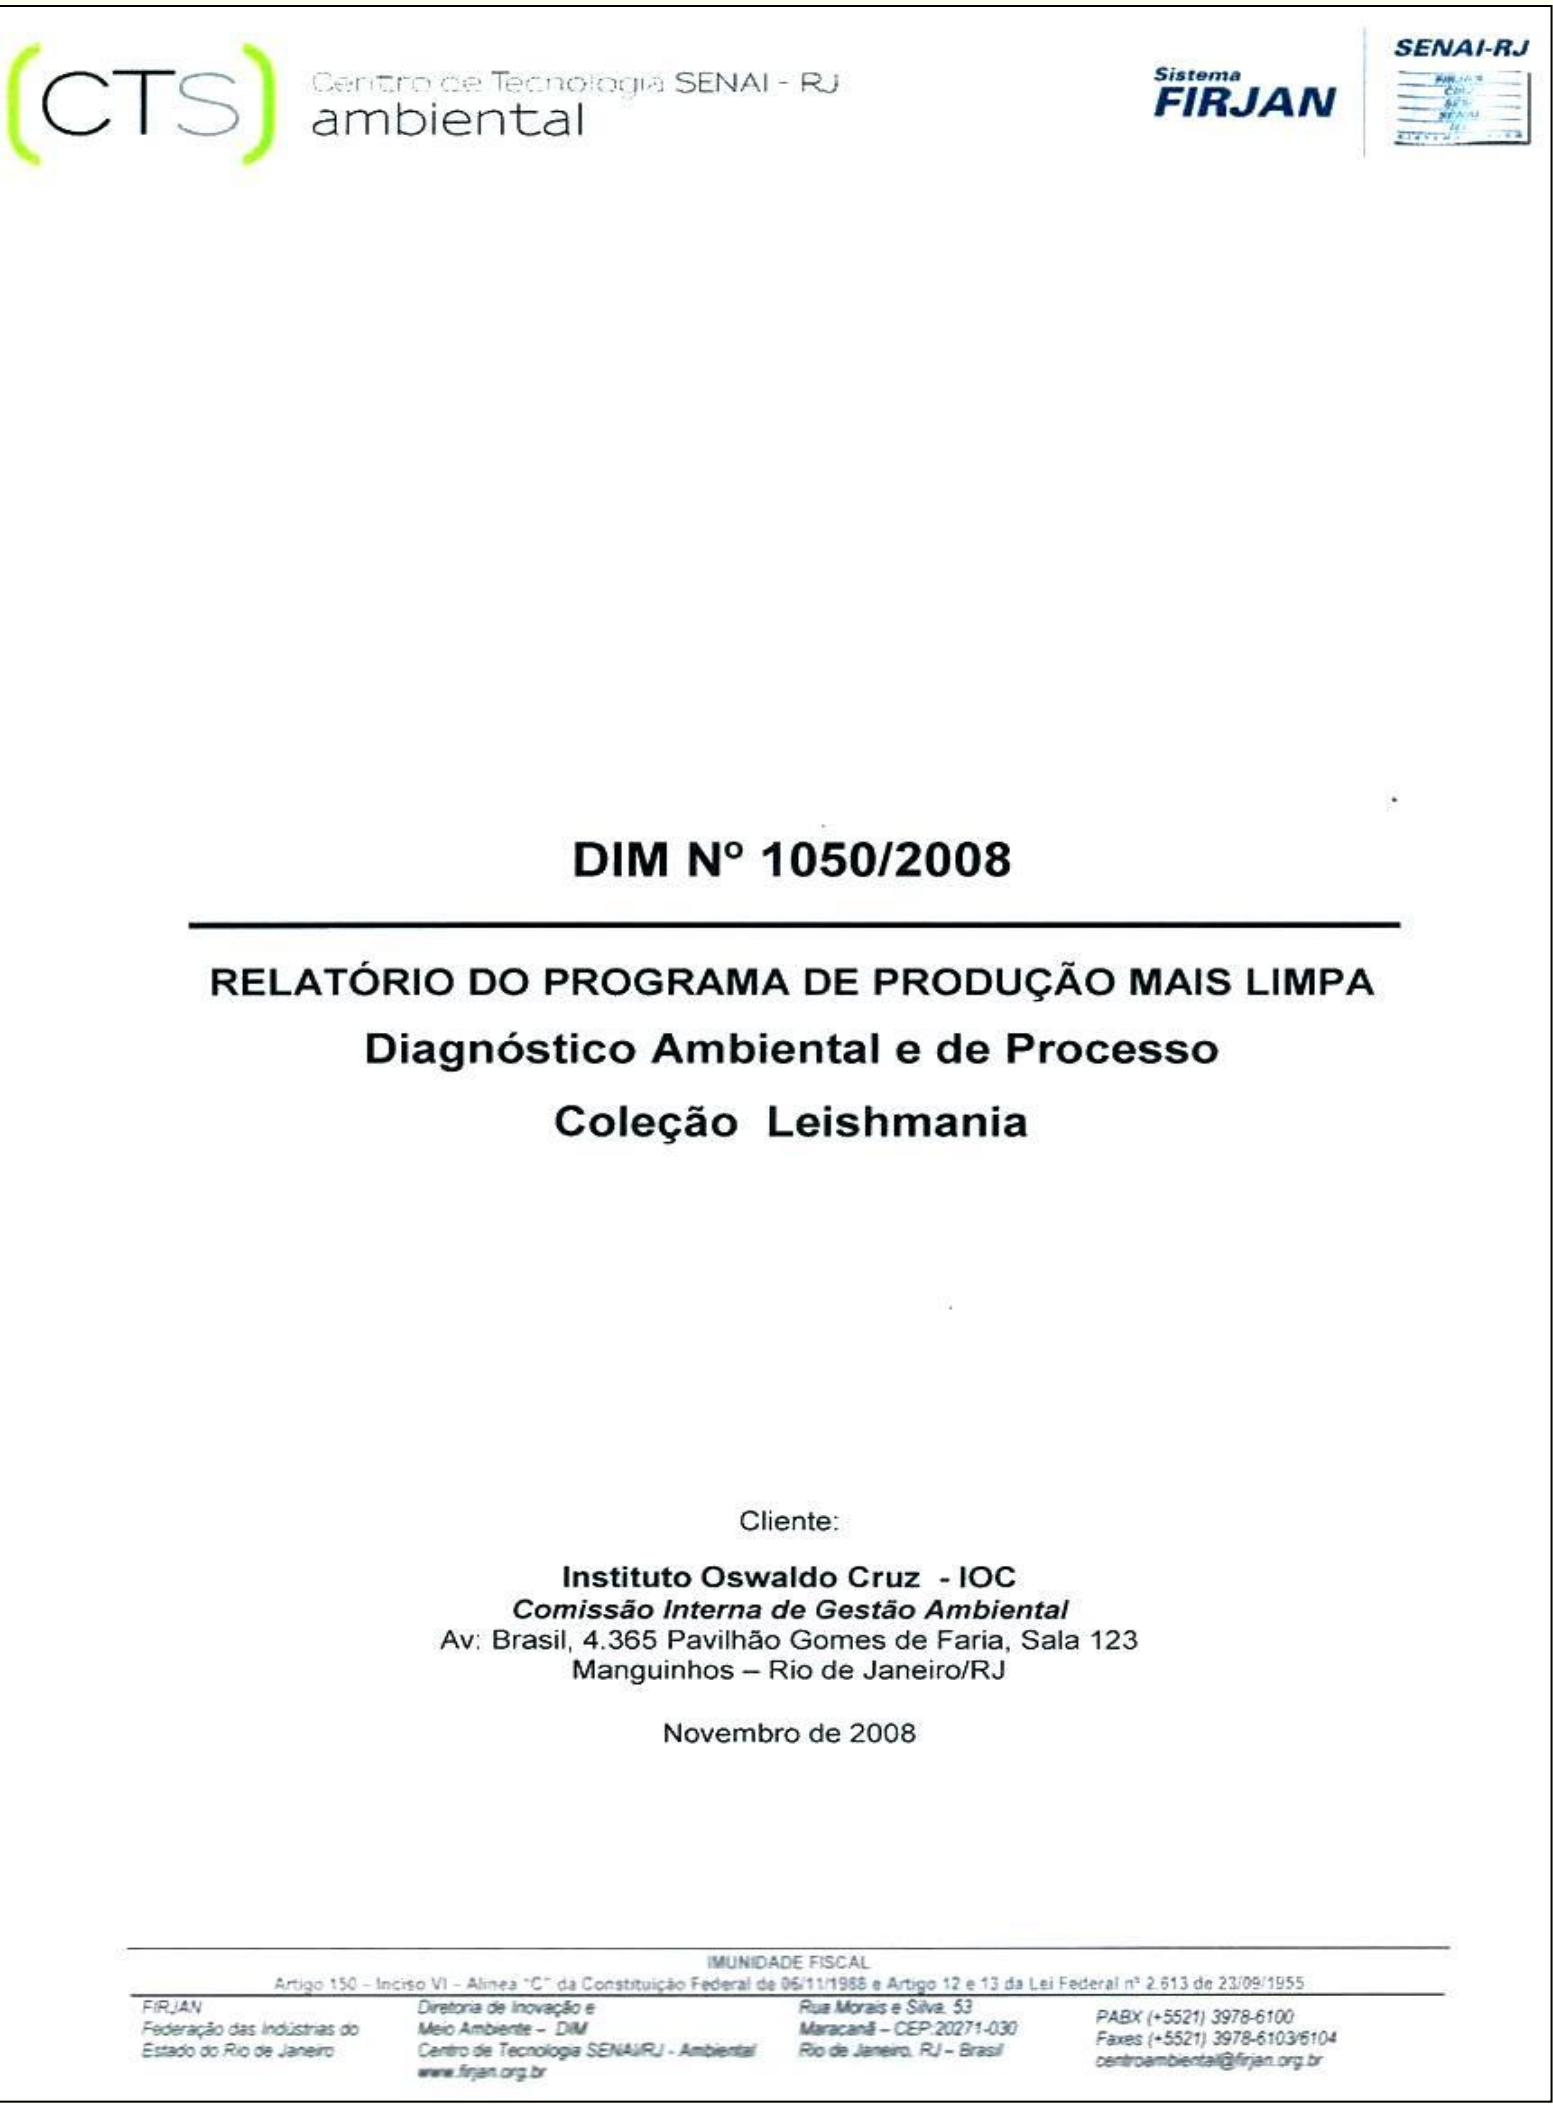 (CTS)
Centro de Tecnologia SENAI - RJ
ambiental
Sistema
FIRJAN
SENAI-RJ
FIRJAN
SENAI
DIM Nº 1050/2008
RELATÓRIO DO PROGRAMA DE PRODUÇÃO MAIS LIMPA
Diagnóstico Ambiental e de Processo
Coleção Leishmania
Cliente:
Instituto Oswaldo Cruz - IOC
Comissão Interna de Gestão Ambiental
Av: Brasil, 4.365 Pavilhão Gomes de Faria, Sala 123
Manguinhos – Rio de Janeiro/RJ
Novembro de 2008
IMUNIDADE FISCAL
Artigo 150 – Inciso VI – Alinea "C" da Constituição Federal de 06/11/1988 e Artigo 12 e 13 da Lei Federal nº 2.613 de 23/09/1955
FIRJAN
Federação das Indústrias do
Estado do Rio de Janeiro
Diretoria de Inovação e
Meio Ambiente – DIM
Centro de Tecnologia SENAI/RJ - Ambiental
www.firjan.org.br
Rua Morais e Silva, 53
Maracanã – CEP:20271-030
Rio de Janeiro, RJ – Brasil
PABX (+5521) 3978-6100
Faxes (+5521) 3978-6103/6104
centroambiental@firjan.org.br